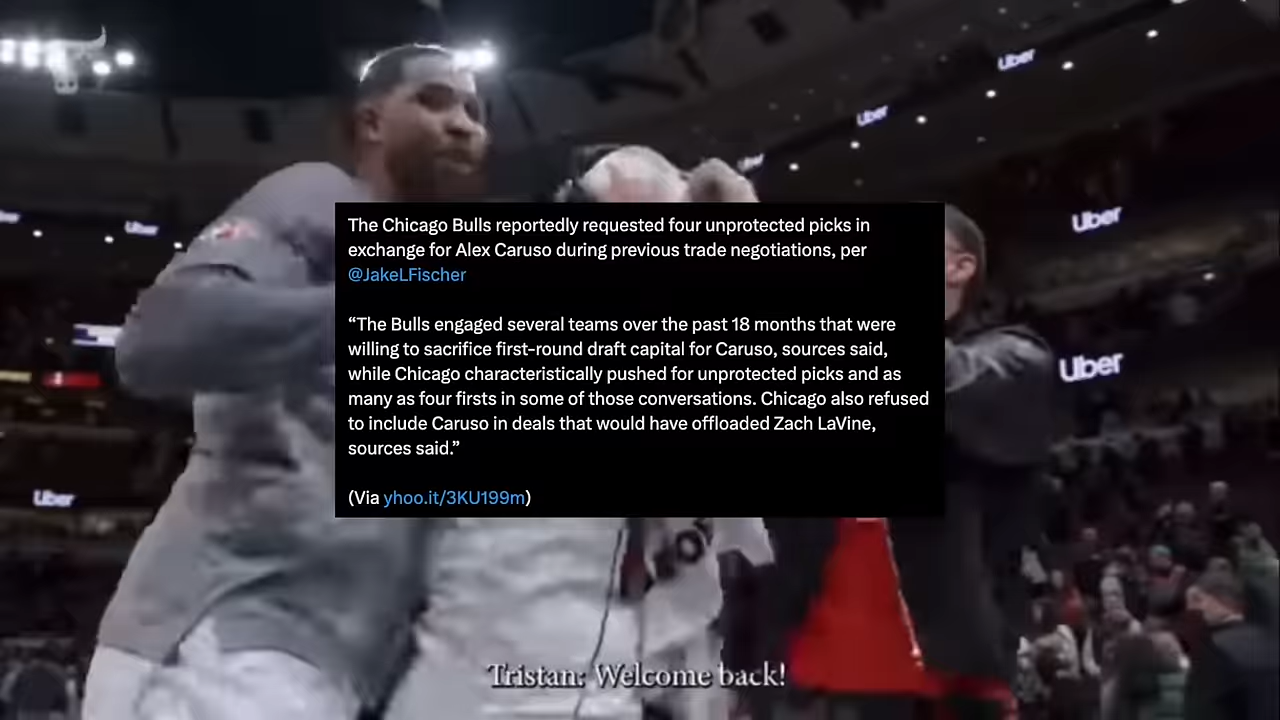 Uber
Uber
Uber
Uber
Uber
Uber
The Chicago Bulls reportedly requested four unprotected picks in
exchange for Alex Caruso during previous trade negotiations, per
@JakeLFischer
“The Bulls engaged several teams over the past 18 months that were
willing to sacrifice first-round draft capital for Caruso, sources said,
while Chicago characteristically pushed for unprotected picks and as
many as four firsts in some of those conversations. Chicago also refused
to include Caruso in deals that would have offloaded Zach LaVine,
sources said.”
(Via yhoo.it/3KU199m)
Uber
Tristan: Welcome back!